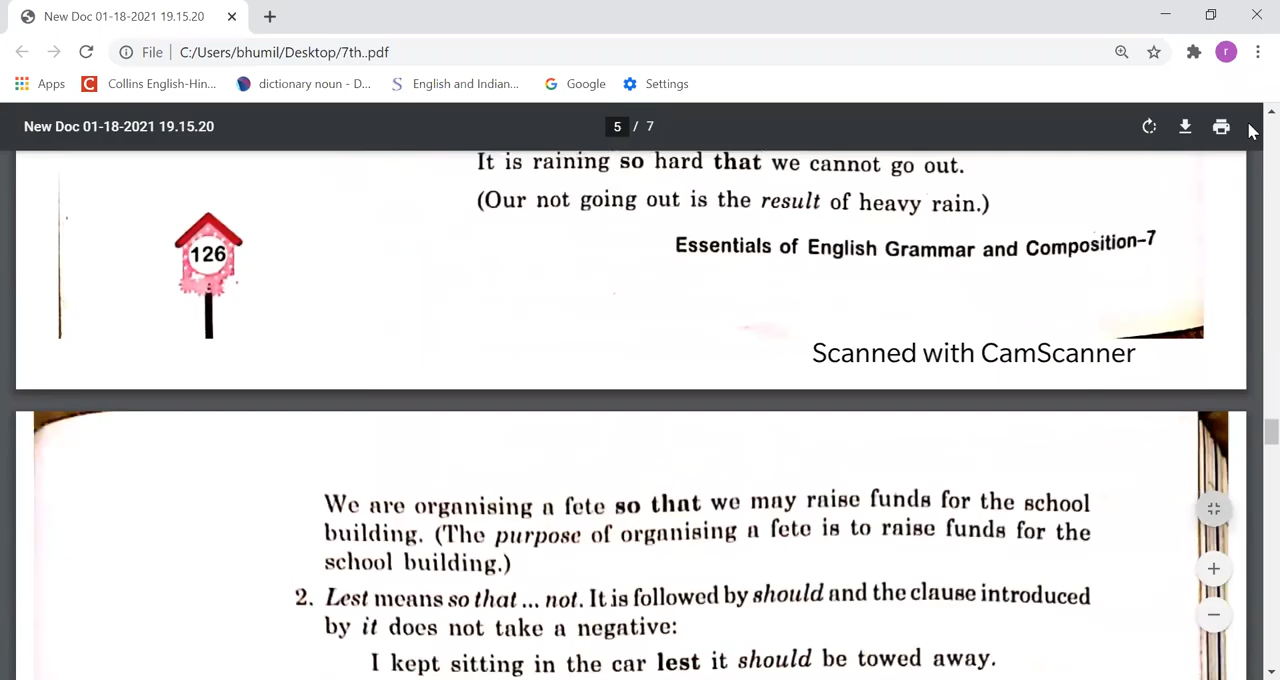 New Doc 01-18-2021 19.15.20
File
C:/Users/bhumil/Desktop/7th..pdf
r
Apps
Collins English-Hin...
dictionary noun - D...
English and Indian...
Google
Settings
New Doc 01-18-2021 19.15.20
5 / 7
It is raining so hard that we cannot go out.
(Our not going out is the result of heavy rain.)
126
Essentials of English Grammar and Composition-7
Scanned with CamScanner
We are organising a fete so that we may raise funds for the school
building. (The purpose of organising a fete is to raise funds for the
school building.)
2. Lest means so that ... not. It is followed by should and the clause introduced
by it does not take a negative:
I kept sitting in the car lest it should be towed away.